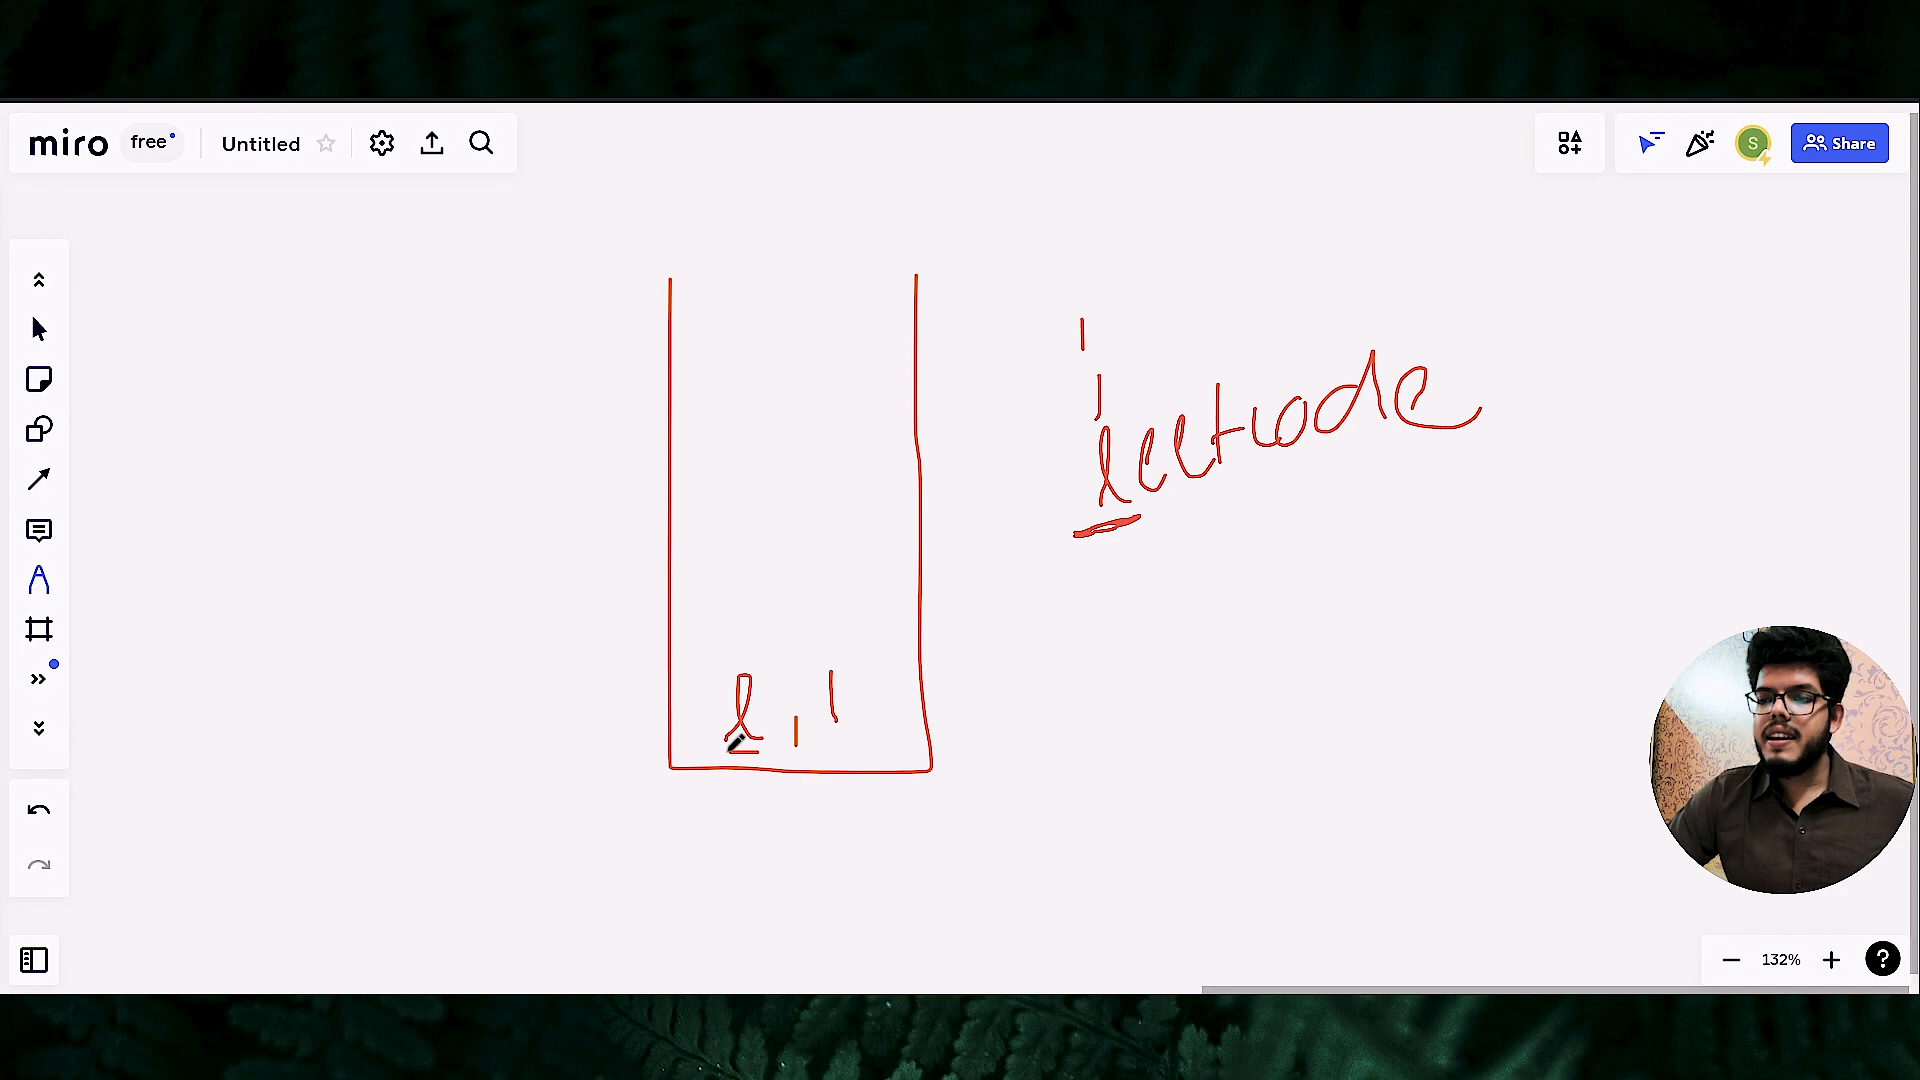 miro free Untitled
S Share
l
l
leetcode
l , l
132% ?